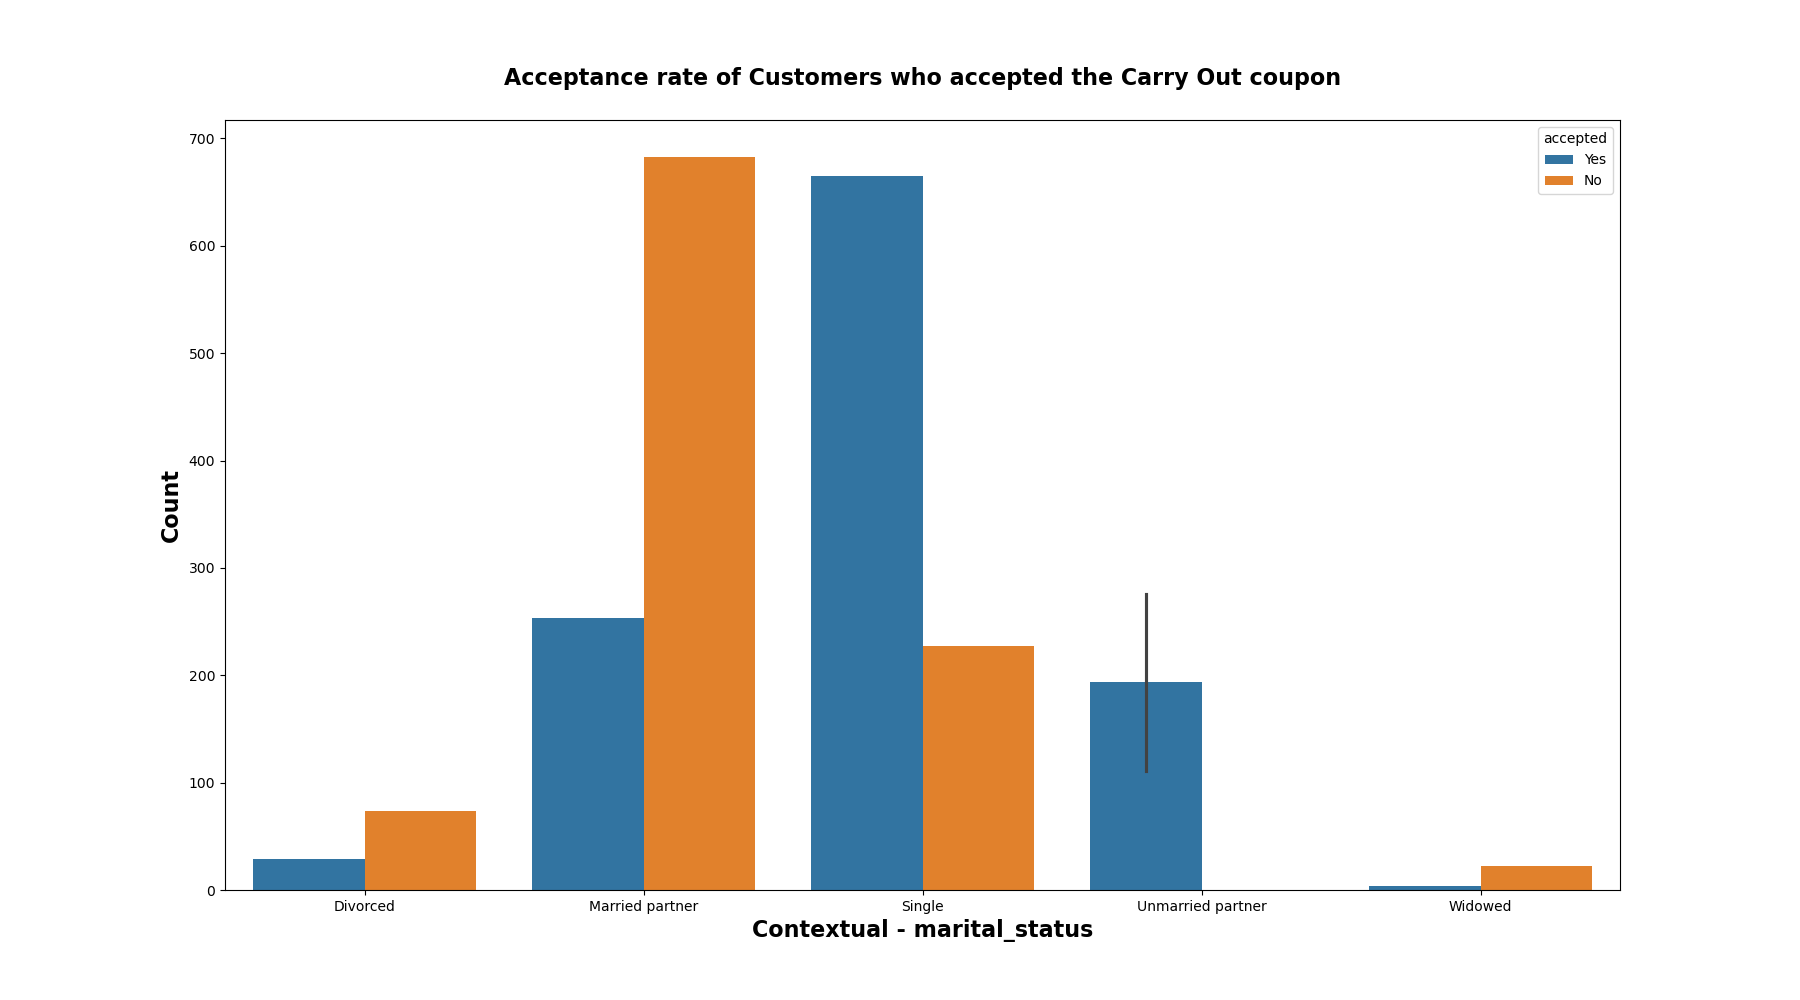 Acceptance rate of Customers who accepted the Carry Out coupon
700
600
500
400
300
200
100
0
Count
accepted
Yes
No
Divorced
Married partner
Single
Unmarried partner
Widowed
Contextual - marital_status